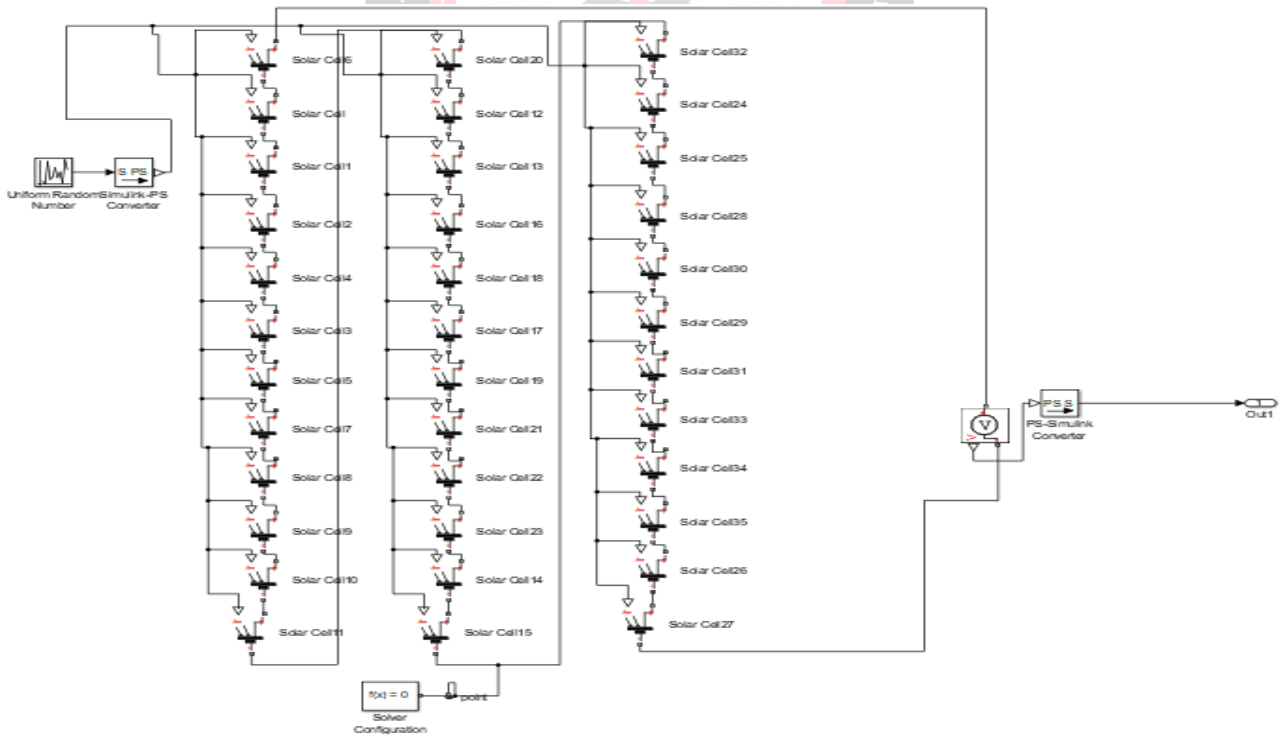 Solar Cell6
Solar Cell
Solar Cell1
Solar Cell2
Solar Cell4
Solar Cell3
Solar Cell5
Solar Cell7
Solar Cell8
Solar Cell9
Solar Cell10
Solar Cell11
Solar Cell20
Solar Cell12
Solar Cell13
Solar Cell16
Solar Cell18
Solar Cell17
Solar Cell19
Solar Cell21
Solar Cell22
Solar Cell23
Solar Cell14
Solar Cell15
Solar Cell32
Solar Cell24
Solar Cell25
Solar Cell28
Solar Cell30
Solar Cell29
Solar Cell31
Solar Cell33
Solar Cell34
Solar Cell35
Solar Cell26
Solar Cell27
Uniform Random
Number
S PS
Simulink-PS
Converter
f(x) = 0
Solver
Configuration
point
V
V
PS S
PS-Simulink
Converter
Out1